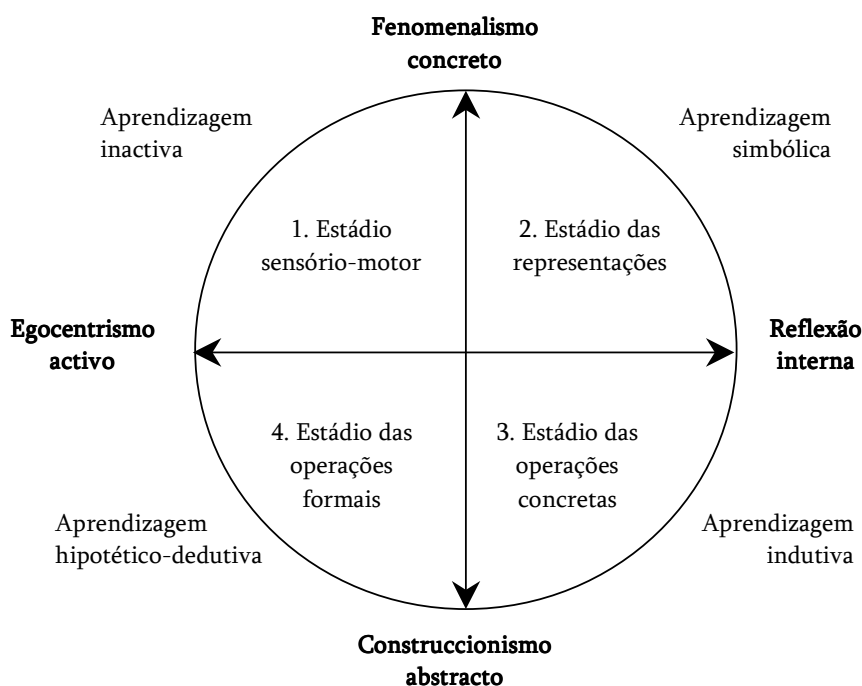 Fenomenalismo
concreto
Aprendizagem
inactiva
Aprendizagem
simbólica
1. Estádio
sensório-motor
2. Estádio das
representações
Egocentrismo
activo
Reflexão
interna
4. Estádio das
operações
formais
3. Estádio das
operações
concretas
Aprendizagem
hipotético-dedutiva
Aprendizagem
indutiva
Construccionismo
abstracto